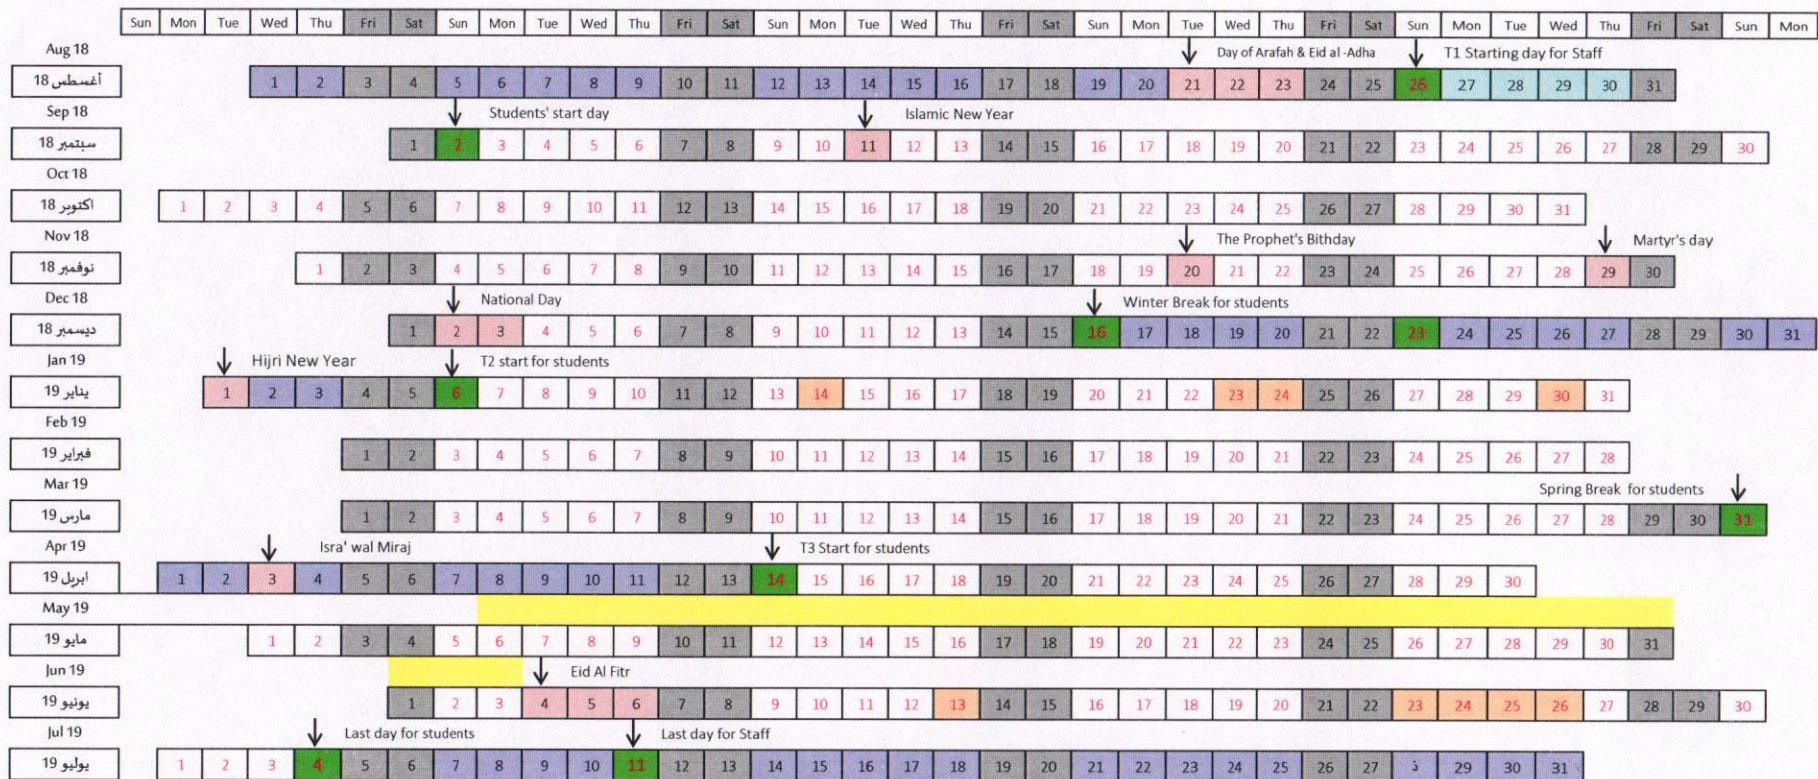 Sun Mon Tue Wed Thu Fri Sat Sun Mon Tue Wed Thu Fri Sat Sun Mon Tue Wed Thu Fri Sat Sun Mon Tue Wed Thu Fri Sat Sun Mon Tue Wed Thu Fri Sat Sun Mon
Aug 18 Day of Arafah & Eid al -Adha T1 Starting day for Staff
أغسطس 18 1 2 3 4 5 6 7 8 9 10 11 12 13 14 15 16 17 18 19 20 21 22 23 24 25 26 27 28 29 30 31
Sep 18 Students' start day Islamic New Year
سبتمبر 18 1 2 3 4 5 6 7 8 9 10 11 12 13 14 15 16 17 18 19 20 21 22 23 24 25 26 27 28 29 30
Oct 18
اكتوبر 18 1 2 3 4 5 6 7 8 9 10 11 12 13 14 15 16 17 18 19 20 21 22 23 24 25 26 27 28 29 30 31
Nov 18 The Prophet's Bithday Martyr's day
نوفمبر 18 1 2 3 4 5 6 7 8 9 10 11 12 13 14 15 16 17 18 19 20 21 22 23 24 25 26 27 28 29 30
Dec 18 National Day Winter Break for students
ديسمبر 18 1 2 3 4 5 6 7 8 9 10 11 12 13 14 15 16 17 18 19 20 21 22 23 24 25 26 27 28 29 30 31
Jan 19 Hijri New Year T2 start for students
يناير 19 1 2 3 4 5 6 7 8 9 10 11 12 13 14 15 16 17 18 19 20 21 22 23 24 25 26 27 28 29 30 31
Feb 19
فبراير 19 1 2 3 4 5 6 7 8 9 10 11 12 13 14 15 16 17 18 19 20 21 22 23 24 25 26 27 28
Mar 19 Spring Break for students
مارس 19 1 2 3 4 5 6 7 8 9 10 11 12 13 14 15 16 17 18 19 20 21 22 23 24 25 26 27 28 29 30 31
Apr 19 Isra' wal Miraj T3 Start for students
ابريل 19 1 2 3 4 5 6 7 8 9 10 11 12 13 14 15 16 17 18 19 20 21 22 23 24 25 26 27 28 29 30
May 19
مايو 19 1 2 3 4 5 6 7 8 9 10 11 12 13 14 15 16 17 18 19 20 21 22 23 24 25 26 27 28 29 30 31
Jun 19 Eid Al Fitr
يونيو 19 1 2 3 4 5 6 7 8 9 10 11 12 13 14 15 16 17 18 19 20 21 22 23 24 25 26 27 28 29 30
Jul 19 Last day for students Last day for Staff
يوليو 19 1 2 3 4 5 6 7 8 9 10 11 12 13 14 15 16 17 18 19 20 21 22 23 24 25 26 27 29 30 31